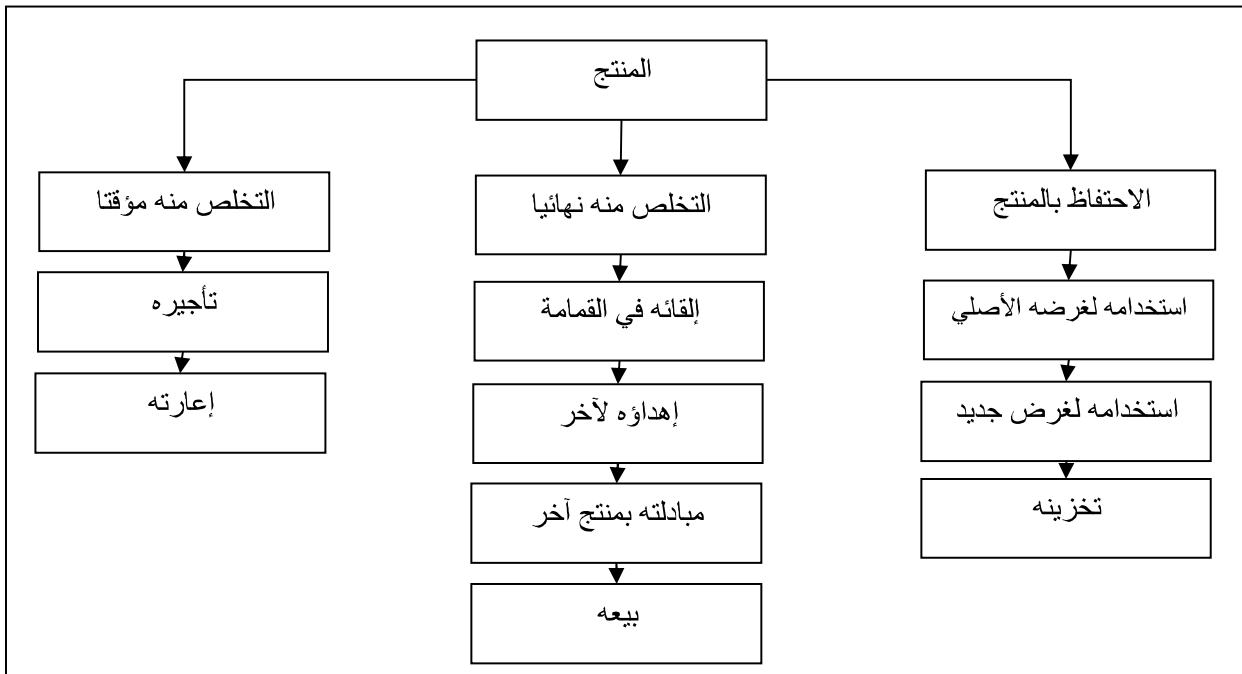 المنتج
الاحتفاظ بالمنتج
استخدامه لغرضه الأصلي
استخدامه لغرض جديد
تخزينه
التخلص منه نهائيا
إلقائه في القمامة
إهداؤه لآخر
مبادلته بمنتج آخر
بيعه
التخلص منه مؤقتا
تأجيره
إعارته